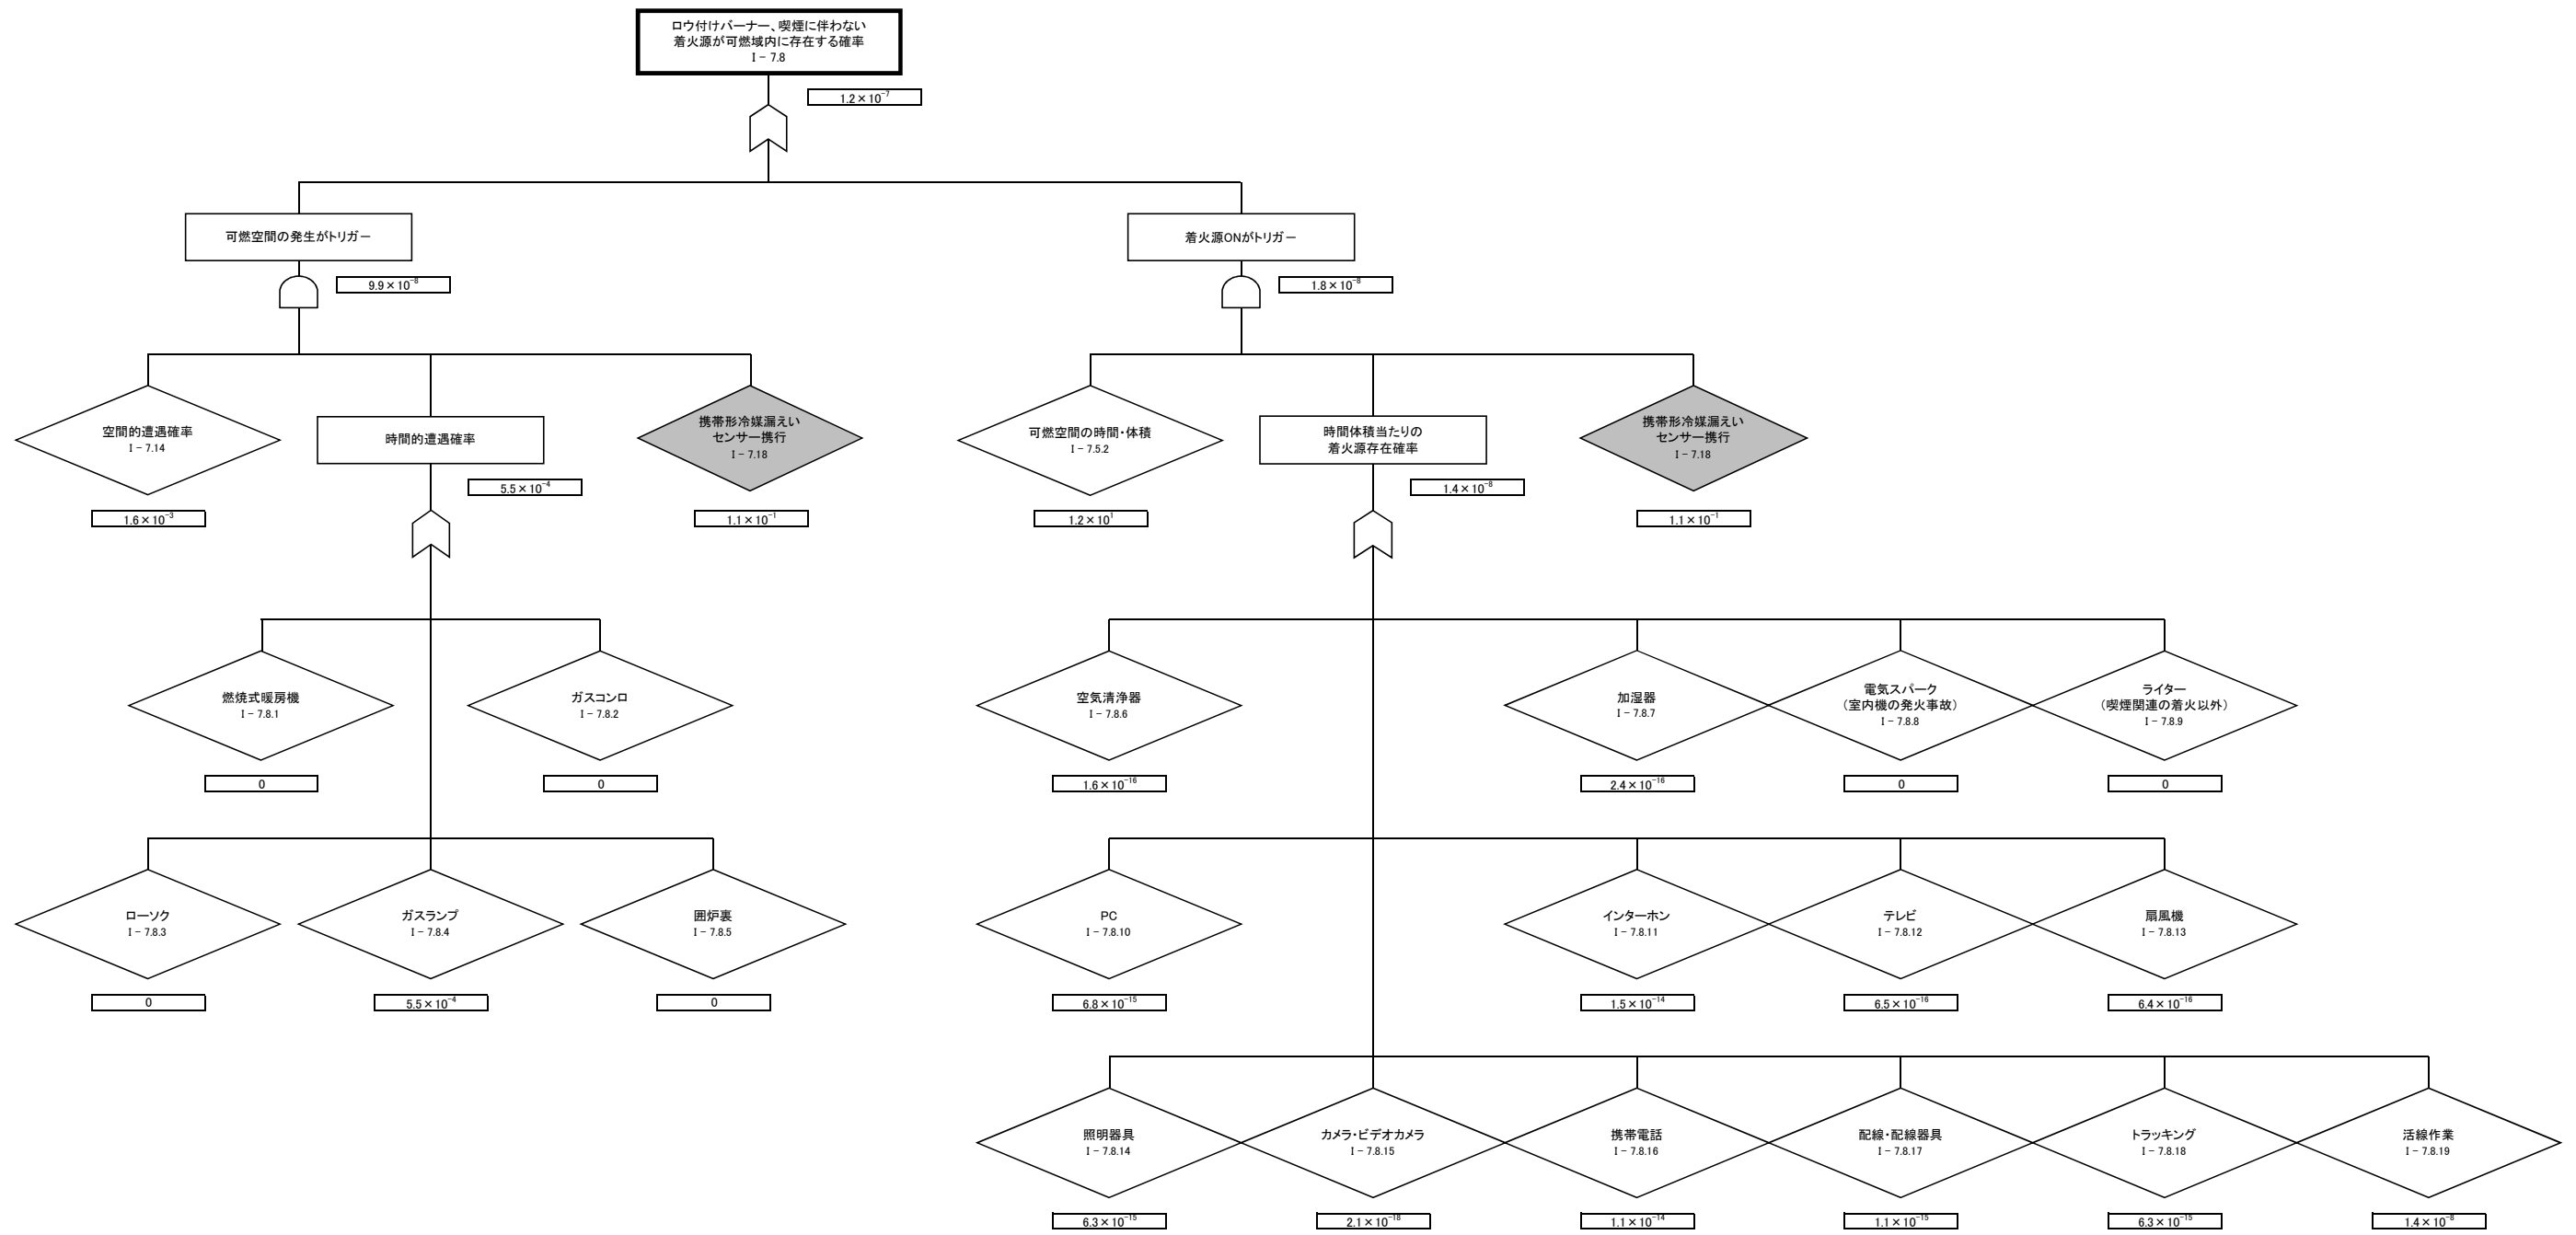 ロウ付けバーナー、喫煙に伴わない
着火源が可燃域内に存在する確率
I － 7.8
1.2×10⁻⁷
可燃空間の発生がトリガー
着火源ONがトリガー
9.9×10⁻⁸
1.8×10⁻⁸
空間的遭遇確率
I － 7.14
時間的遭遇確率
携帯形冷媒漏えい
センサー携行
I － 7.18
可燃空間の時間・体積
I － 7.5.2
時間体積当たりの
着火源存在確率
携帯形冷媒漏えい
センサー携行
I － 7.18
5.5×10⁻⁴
1.4×10⁻⁸
1.6×10⁻³
1.1×10⁻¹
1.2×10¹
1.1×10⁻¹
燃焼式暖房機
I － 7.8.1
ガスコンロ
I － 7.8.2
空気清浄器
I － 7.8.6
加湿器
I － 7.8.7
電気スパーク
（室内機の発火事故）
I － 7.8.8
ライター
（喫煙関連の着火以外）
I － 7.8.9
0
0
1.6×10⁻¹⁶
2.4×10⁻¹⁶
0
0
ローソク
I － 7.8.3
ガスランプ
I － 7.8.4
囲炉裏
I － 7.8.5
PC
I － 7.8.10
インターホン
I － 7.8.11
テレビ
I － 7.8.12
扇風機
I － 7.8.13
0
5.5×10⁻⁴
0
6.8×10⁻¹⁵
1.5×10⁻¹⁴
6.5×10⁻¹⁶
6.4×10⁻¹⁶
照明器具
I － 7.8.14
カメラ・ビデオカメラ
I － 7.8.15
携帯電話
I － 7.8.16
配線・配線器具
I － 7.8.17
トラッキング
I － 7.8.18
活線作業
I － 7.8.19
6.3×10⁻¹⁵
2.1×10⁻¹⁸
1.1×10⁻¹⁴
1.1×10⁻¹⁵
6.3×10⁻¹⁵
1.4×10⁻⁸